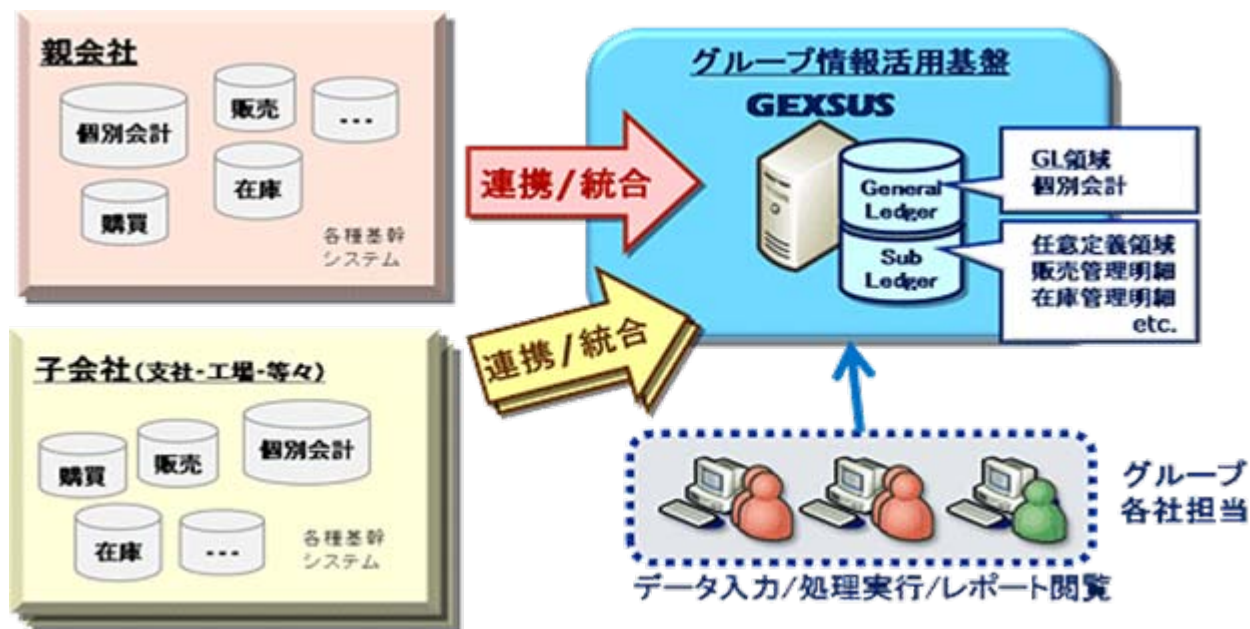 親会社
個別会計
販売
...
在庫
購買
各種基幹
システム
連携/統合
子会社(支社-工場-等々)
購買
販売
個別会計
在庫
...
各種基幹
システム
連携/統合
グループ情報活用基盤
GEXSUS
General
Ledger
Sub
Ledger
GL領域
個別会計
任意定義領域
販売管理明細
在庫管理明細
etc.
グループ
各社担当
データ入力/処理実行/レポート閲覧